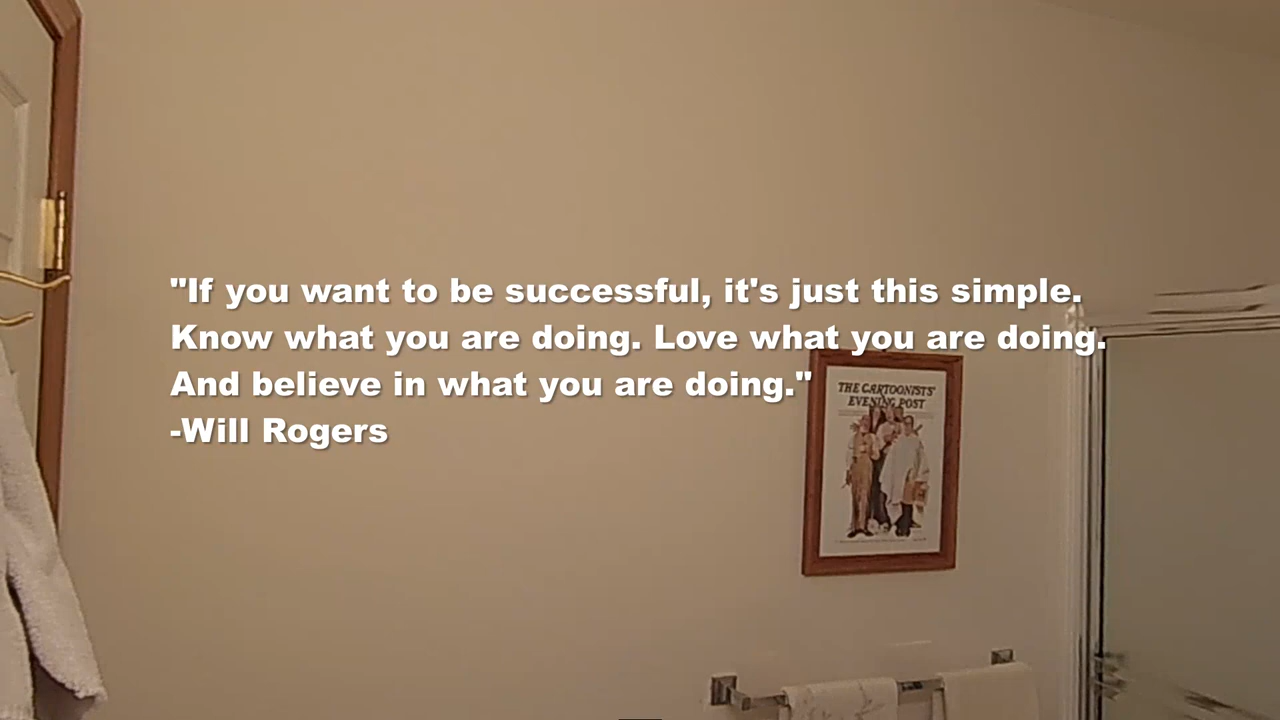 "If you want to be successful, it's just this simple.
Know what you are doing. Love what you are doing.
And believe in what you are doing."
-Will Rogers
THE CARTOONISTS'
EVENING POST